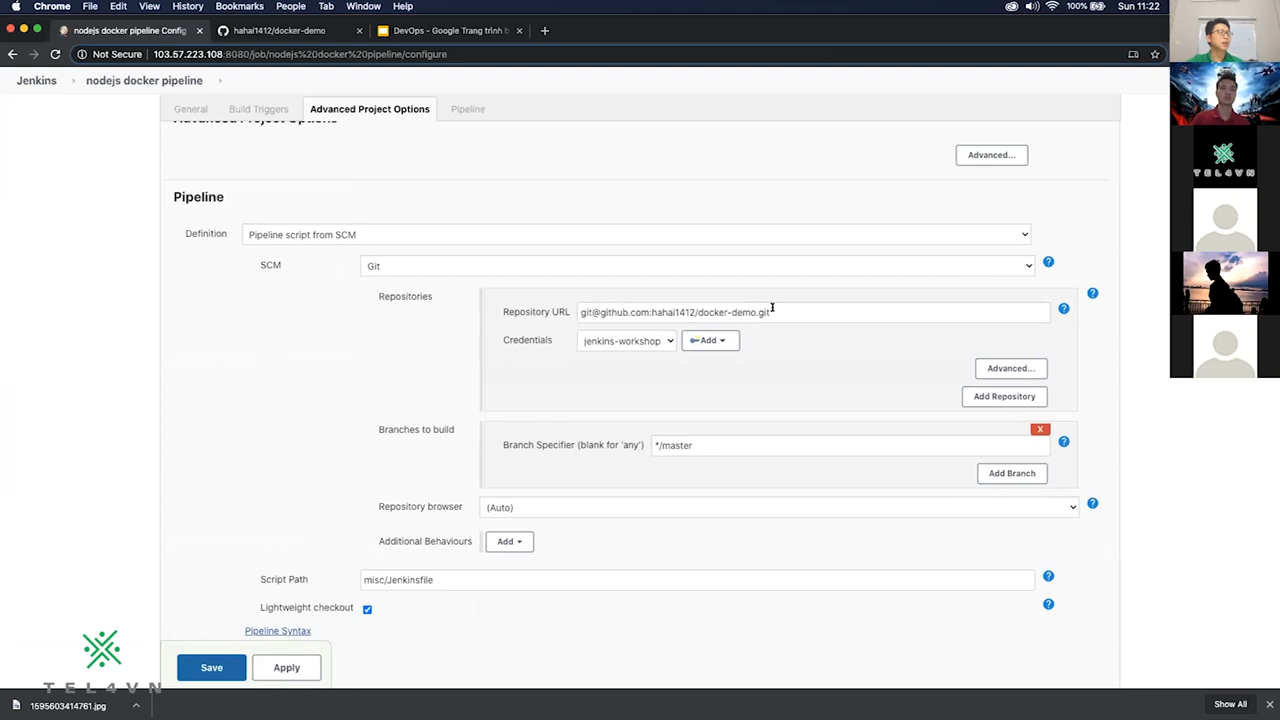 Chrome File Edit View History Bookmarks People Tab Window Help 100% Sun 11:22
nodejs docker pipeline Config hahai1412/docker-demo DevOps - Google Trang trình b
Not Secure 103.57.223.108:8080/job/nodejs%20docker%20pipeline/configure
Jenkins nodejs docker pipeline
General Build Triggers Advanced Project Options Pipeline
Advanced Project Options
Advanced...
Pipeline
Definition Pipeline script from SCM
SCM Git
Repositories
Repository URL git@github.com:hahai1412/docker-demo.git
Credentials jenkins-workshop Add
Advanced...
Add Repository
Branches to build X
Branch Specifier (blank for 'any') */master
Add Branch
Repository browser (Auto)
Additional Behaviours Add
Script Path misc/Jenkinsfile
Lightweight checkout
Pipeline Syntax
Save Apply
TEL4VN
TEL4VN
1595603414761.jpg Show All